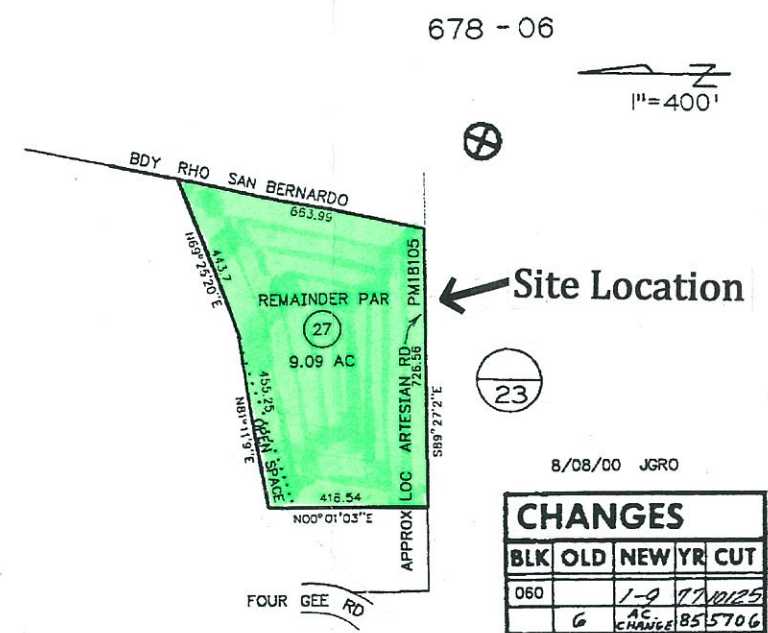 678 - 06
Z
1"=400'
BDY RHO SAN BERNARDO
663.99
N69°25'20"E
443.7
REMAINDER PAR
27
9.09 AC
PM18105
Site Location
APPROX LOC ARTESIAN RD
726.56
S89°27'2"E
23
455.25
N81°11'9"E
OPEN SPACE
416.54
N00°01'03"E
FOUR GEE RD
8/08/00 JGRO
CHANGES
BLK OLD NEW YR CUT
060 1-9 77 10125
6 AC CHANGE 85 5706